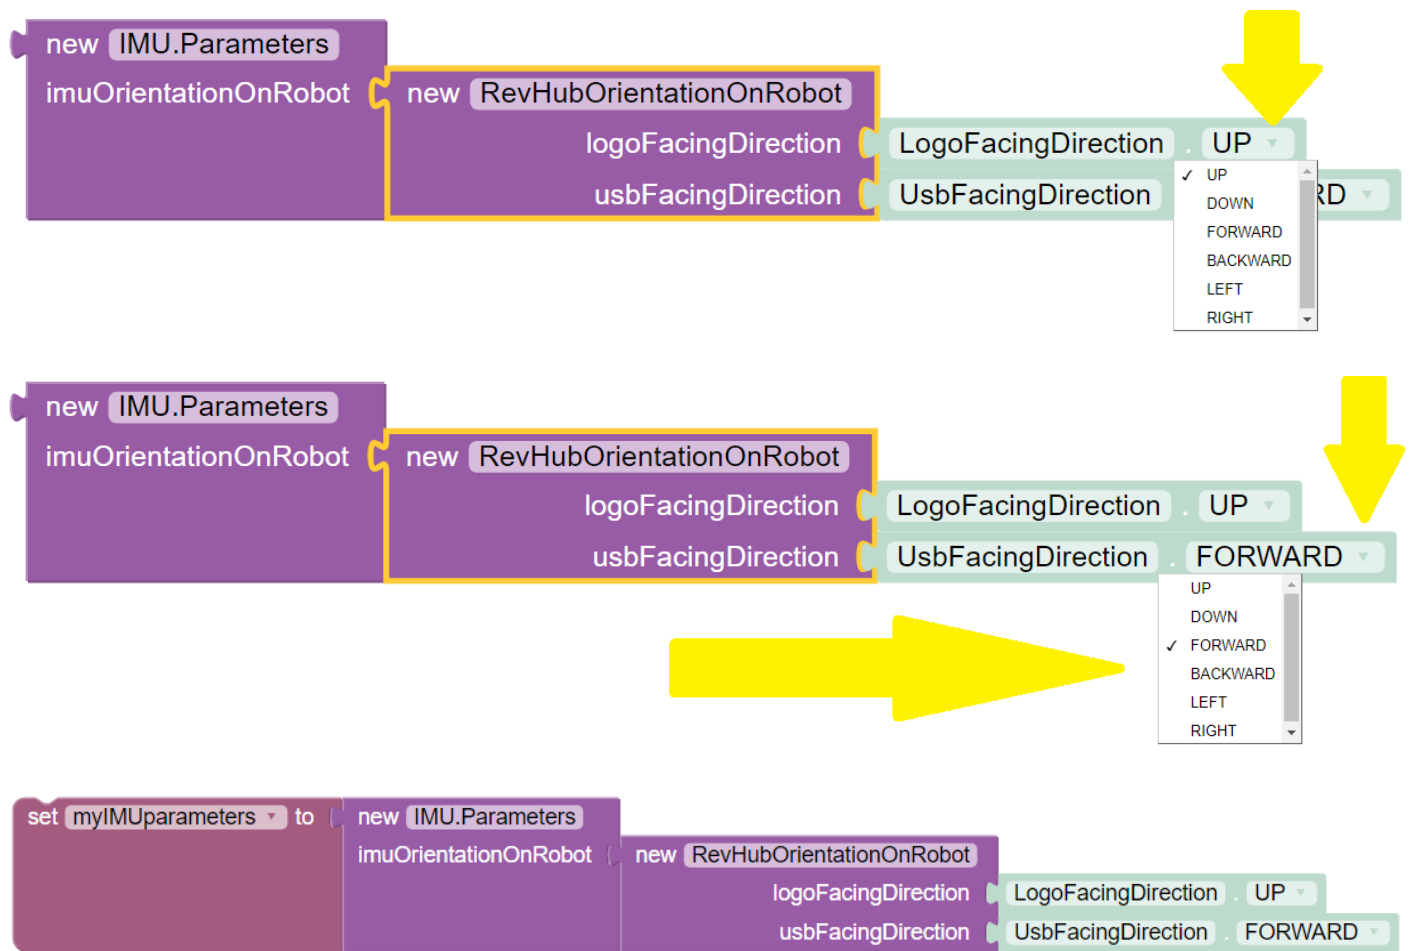 new IMU.Parameters
imuOrientationOnRobot new RevHubOrientationOnRobot
logoFacingDirection LogoFacingDirection . UP
usbFacingDirection UsbFacingDirection RD
✓ UP
DOWN
FORWARD
BACKWARD
LEFT
RIGHT
new IMU.Parameters
imuOrientationOnRobot new RevHubOrientationOnRobot
logoFacingDirection LogoFacingDirection . UP
usbFacingDirection UsbFacingDirection . FORWARD
UP
DOWN
✓ FORWARD
BACKWARD
LEFT
RIGHT
set myIMUparameters to new IMU.Parameters
imuOrientationOnRobot new RevHubOrientationOnRobot
logoFacingDirection LogoFacingDirection . UP
usbFacingDirection UsbFacingDirection . FORWARD